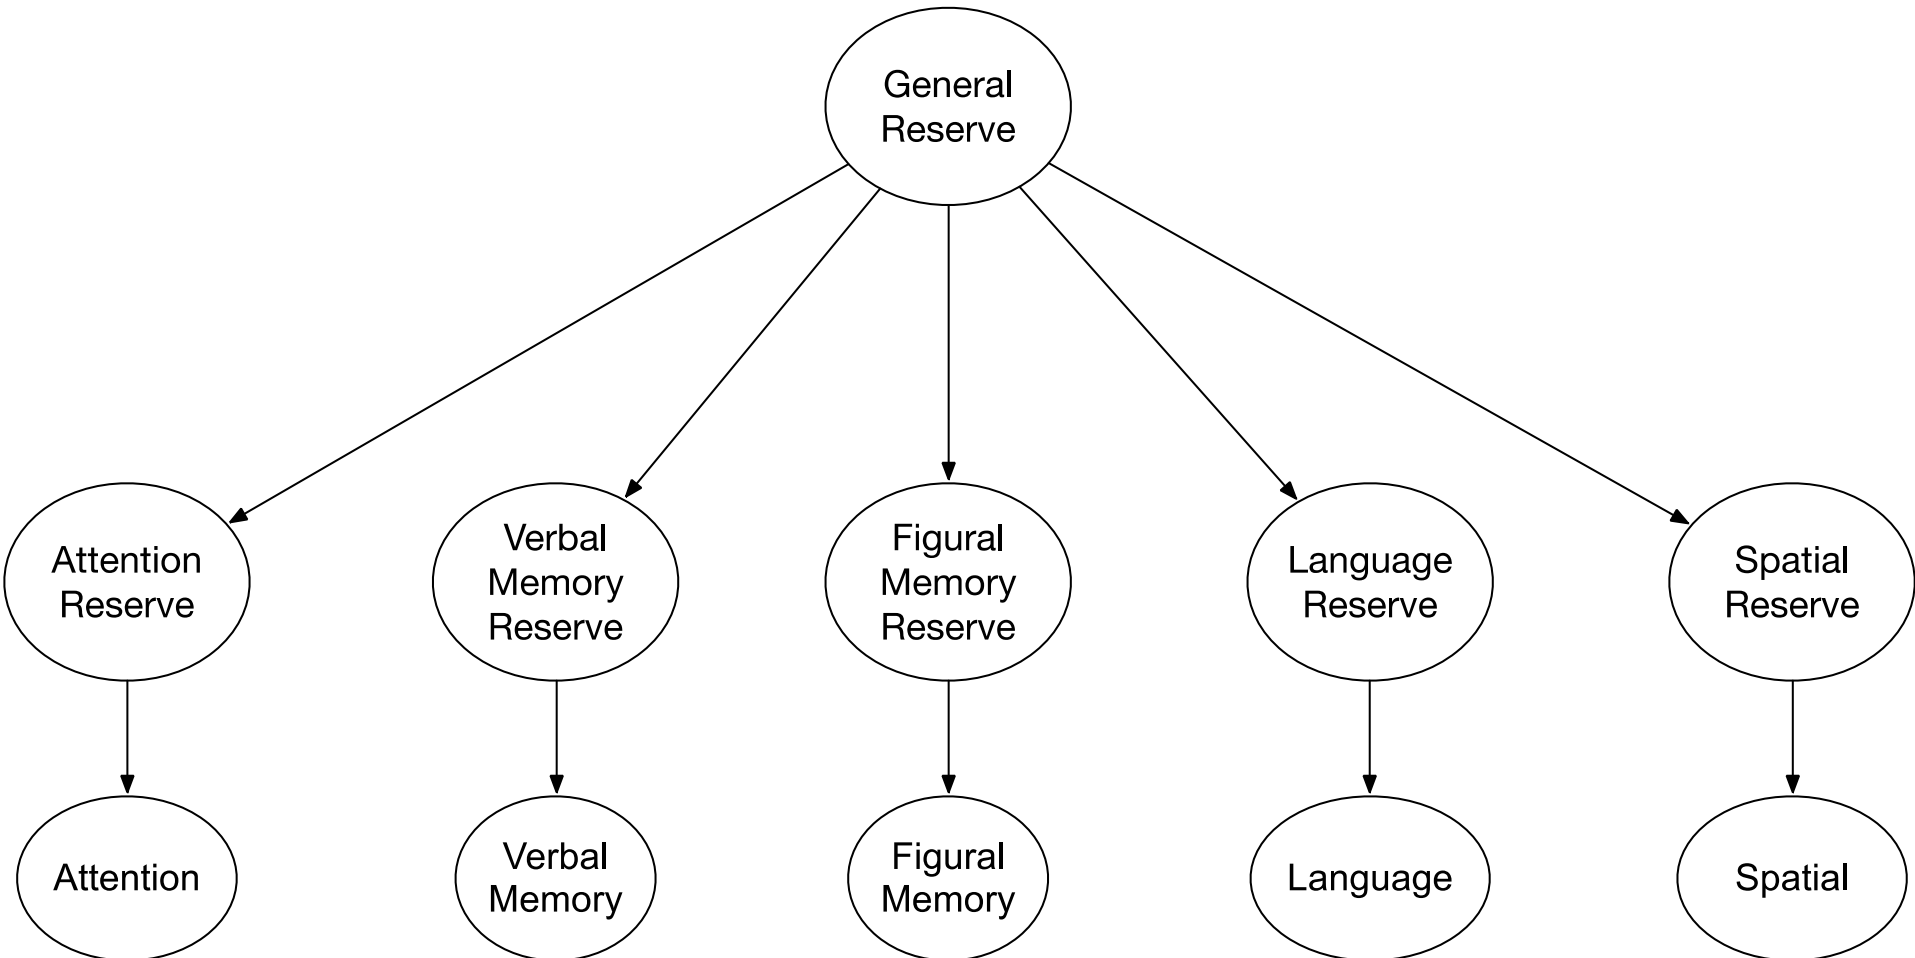 General
Reserve
Attention
Reserve
Verbal
Memory
Reserve
Figural
Memory
Reserve
Language
Reserve
Spatial
Reserve
Attention
Verbal
Memory
Figural
Memory
Language
Spatial